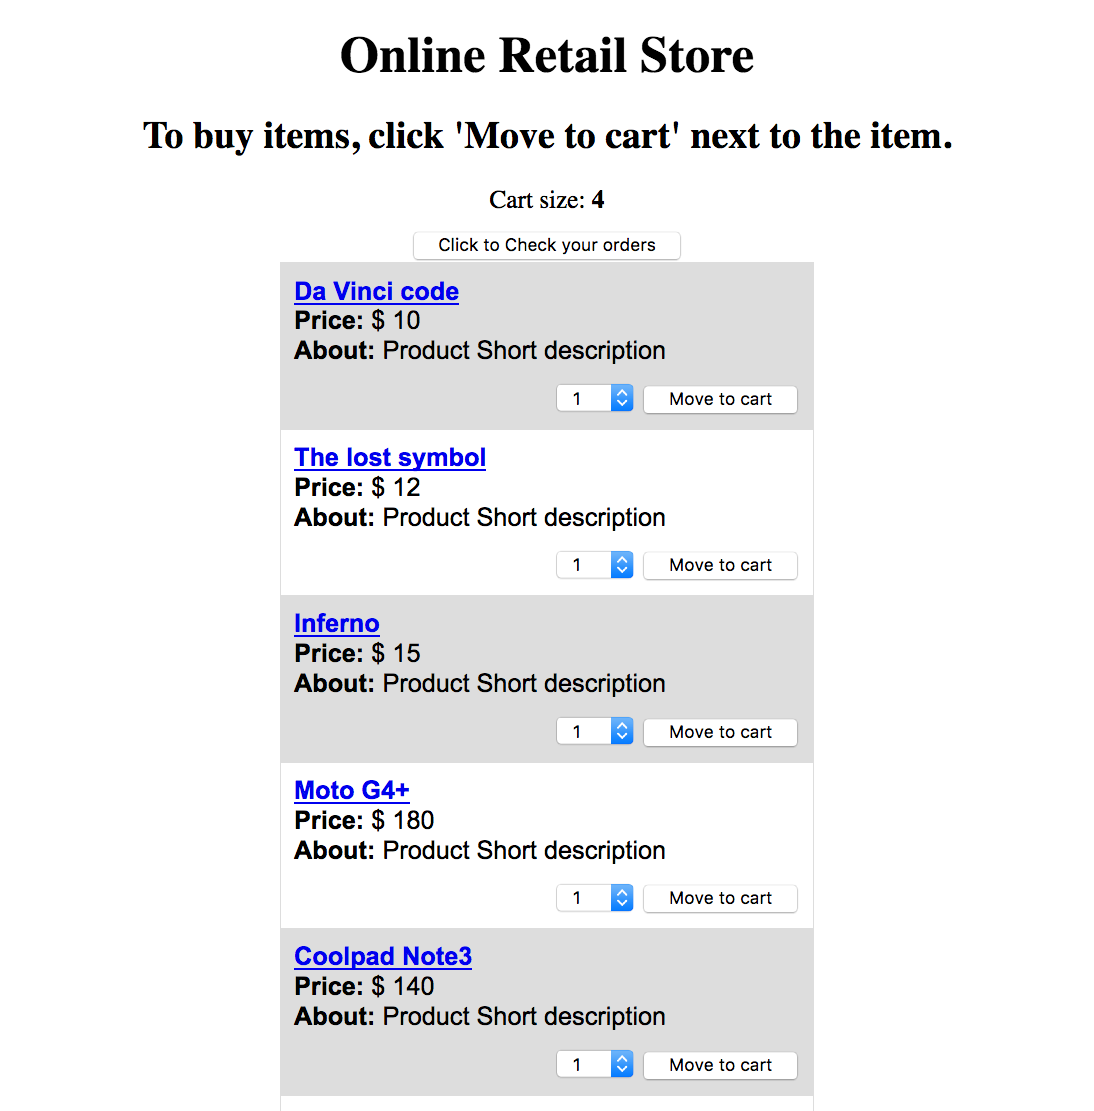 Online Retail Store
To buy items, click 'Move to cart' next to the item.
Cart size: 4
Click to Check your orders
Da Vinci code
Price: $ 10
About: Product Short description
1 Move to cart
The lost symbol
Price: $ 12
About: Product Short description
1 Move to cart
Inferno
Price: $ 15
About: Product Short description
1 Move to cart
Moto G4+
Price: $ 180
About: Product Short description
1 Move to cart
Coolpad Note3
Price: $ 140
About: Product Short description
1 Move to cart